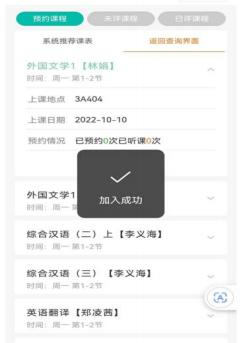 预约课程 未评课程 已评课程
系统推荐课表 返回查询界面
外国文学1 【林娟】
时间: 周一 第1-2节
上课地点 3A404
上课日期 2022-10-10
预约情况 已预约0次已听课0次
加入成功
外国文学1
时间: 周一
综合汉语（二）上【李义海】
时间: 周一 第1-2节
综合汉语（三） 【李义海】
时间: 周一 第1-2节
英语翻译【郑凌茜】
时间: 周一 第1-2节